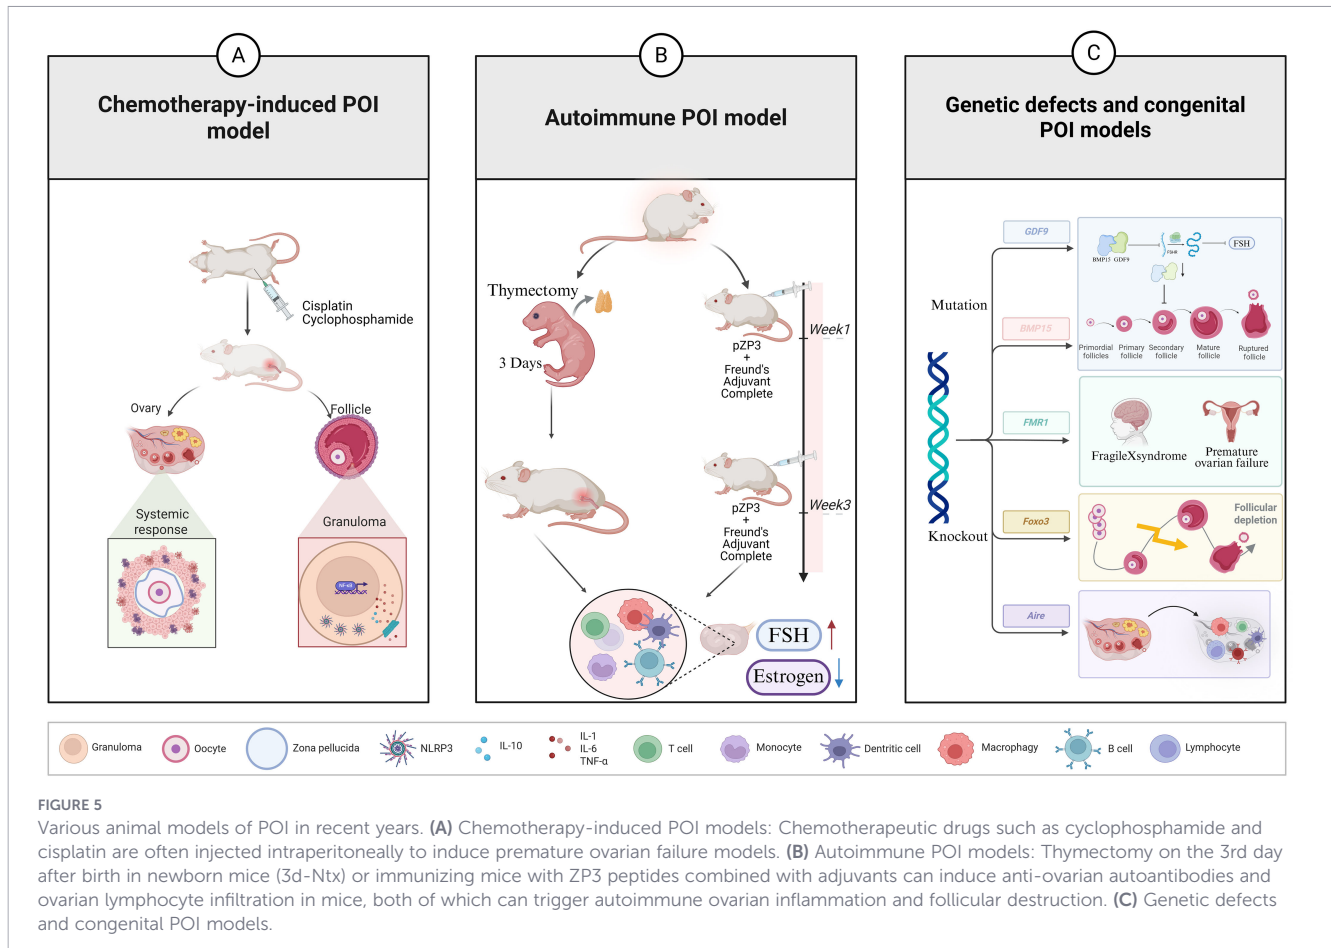 A
Chemotherapy-induced POI
model
Cisplatin
Cyclophosphamide
Ovary
Follicle
Systemic
response
Granuloma
NF-κB
B
Autoimmune POI model
Thymectomy
3 Days
Week1
pZP3
+
Freund's
Adjuvant
Complete
Week3
pZP3
+
Freund's
Adjuvant
Complete
FSH
Estrogen
C
Genetic defects and congenital
POI models
Mutation
Knockout
GDF9
BMP15
FMR1
Foxo3
Aire
BMP15 GDF9
FSHR
FSH
Primordial
follicles
Primary
follicle
Secondary
follicle
Mature
follicle
Ruptured
follicle
FragileXsyndrome
Premature
ovarian failure
Follicular
depletion
Granuloma
Oocyte
Zona pellucida
NLRP3
IL-10
IL-1
IL-6
TNF-α
T cell
Monocyte
Dentritic cell
Macrophagy
B cell
Lymphocyte
FIGURE 5
Various animal models of POI in recent years. (A) Chemotherapy-induced POI models: Chemotherapeutic drugs such as cyclophosphamide and
cisplatin are often injected intraperitoneally to induce premature ovarian failure models. (B) Autoimmune POI models: Thymectomy on the 3rd day
after birth in newborn mice (3d-Ntx) or immunizing mice with ZP3 peptides combined with adjuvants can induce anti-ovarian autoantibodies and
ovarian lymphocyte infiltration in mice, both of which can trigger autoimmune ovarian inflammation and follicular destruction. (C) Genetic defects
and congenital POI models.